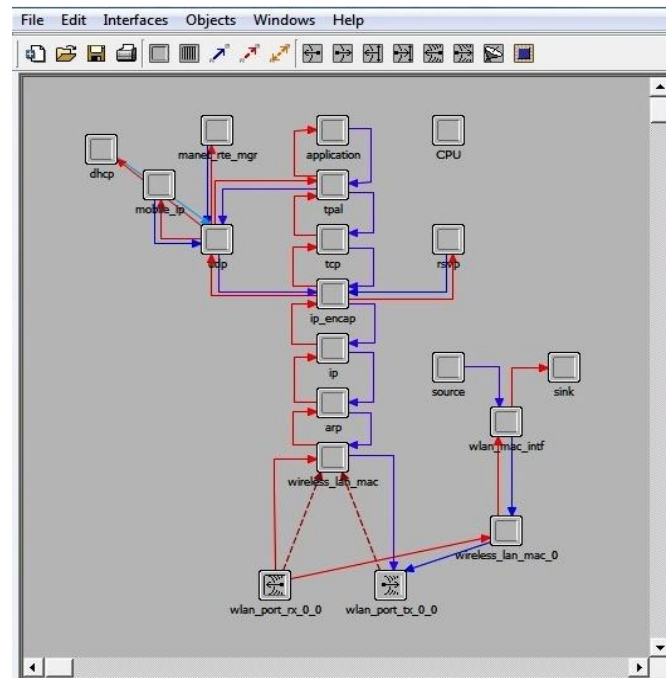 File Edit Interfaces Objects Windows Help
manet_rte_mgr
application
CPU
dhcp
mobile_ip
tpal
udp
tcp
rsvp
ip_encap
ip
source
sink
arp
wlan_mac_intf
wireless_lan_mac
wireless_lan_mac_0
wlan_port_rx_0_0
wlan_port_tx_0_0